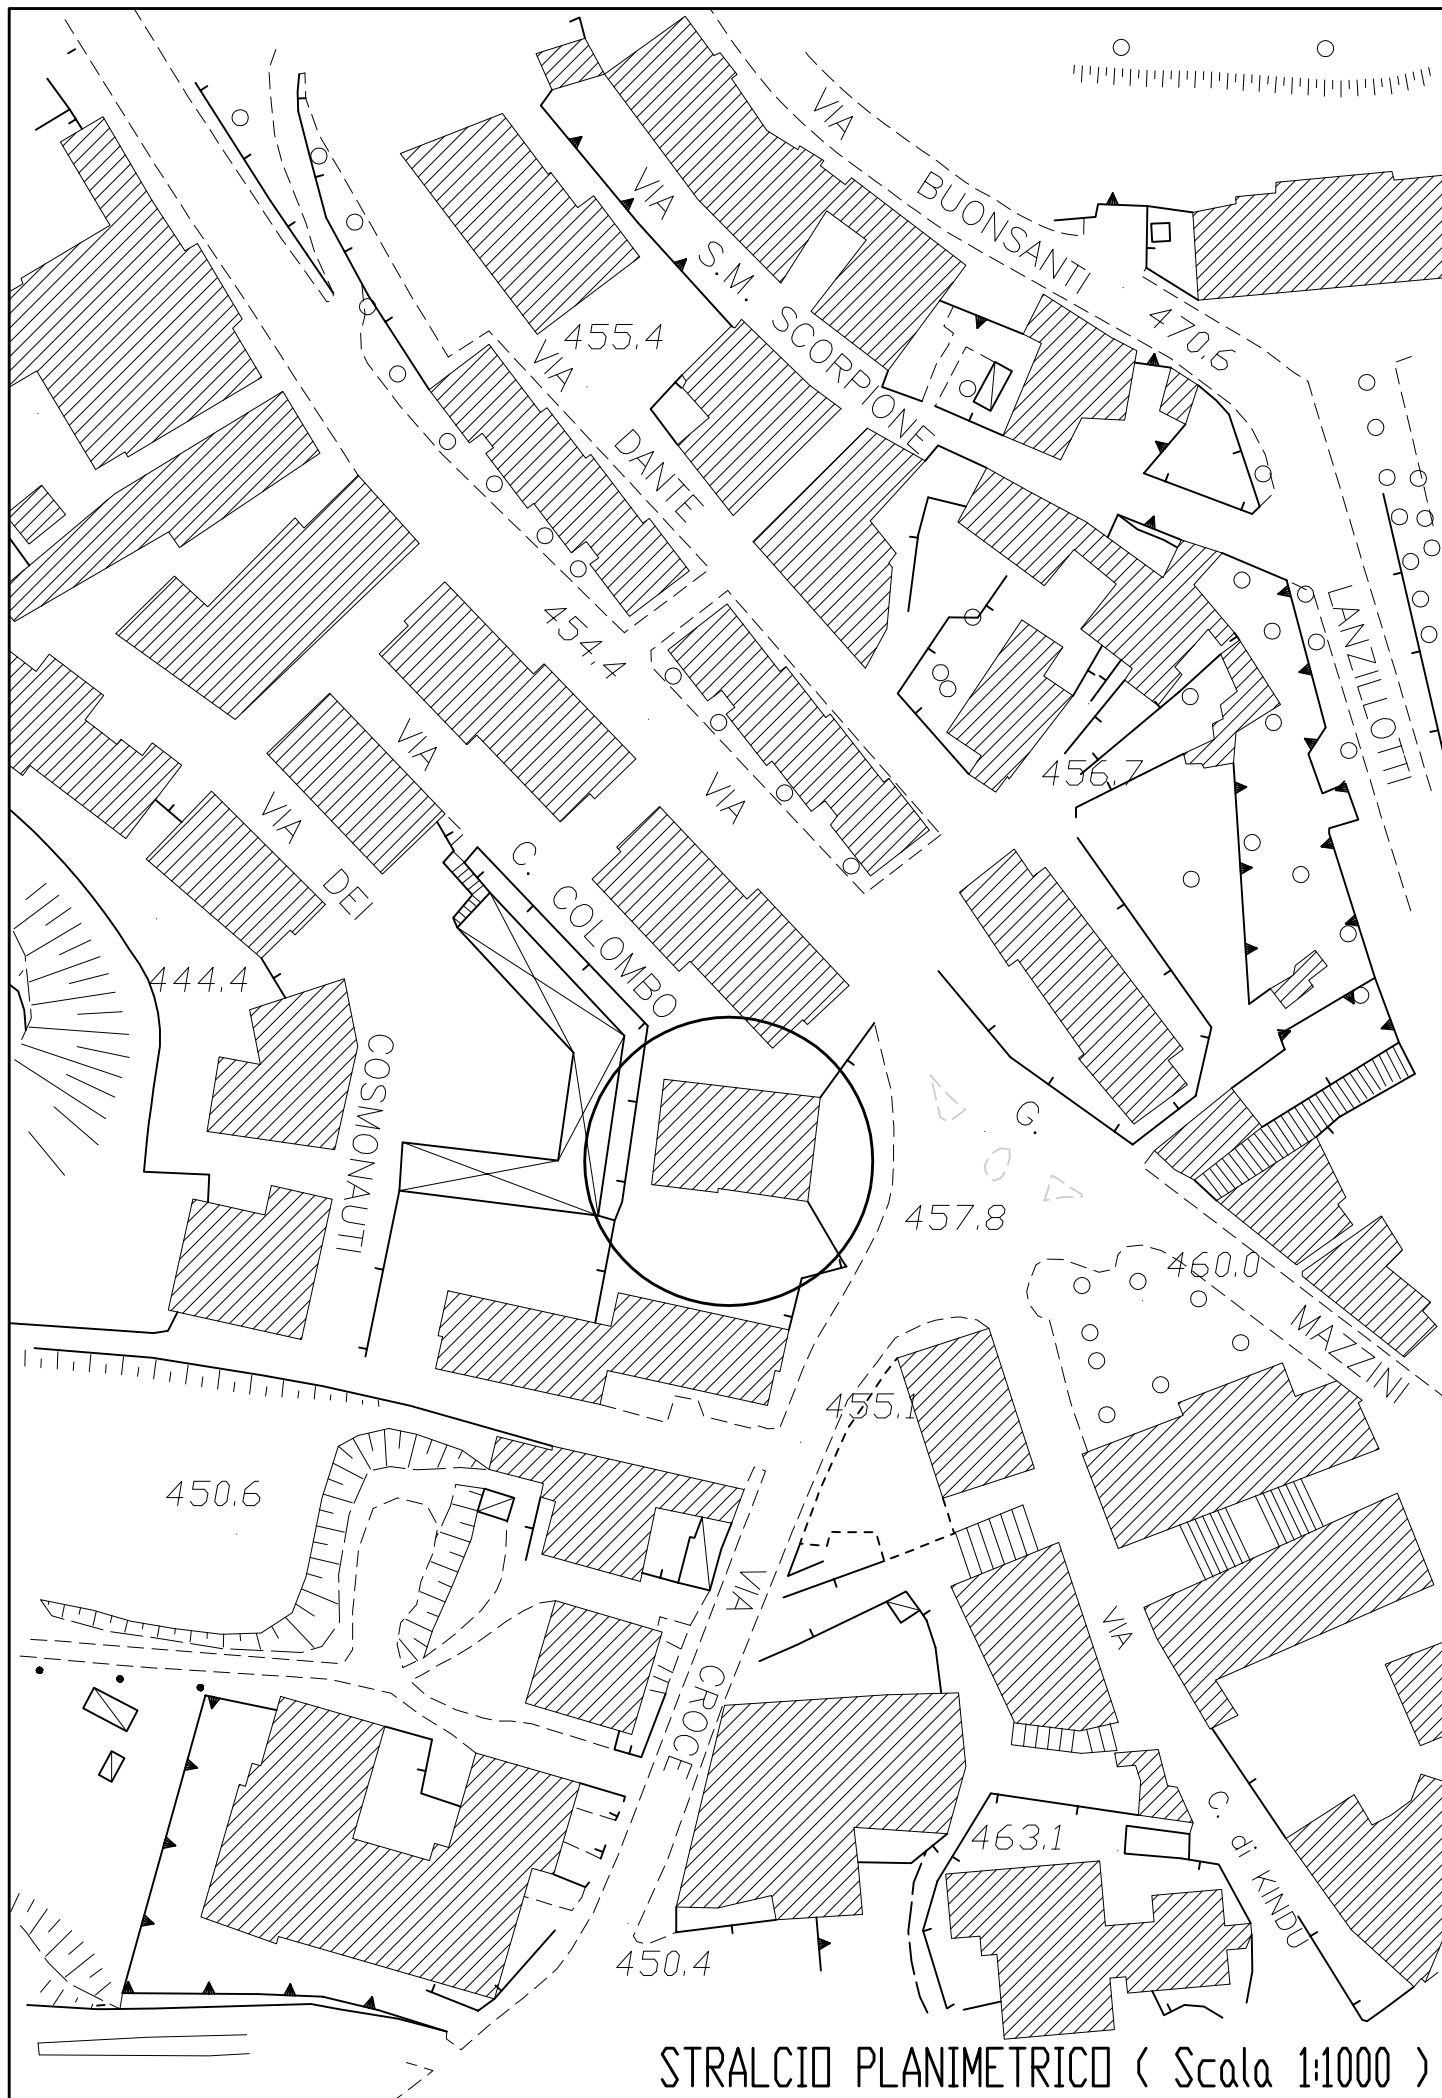 VIA
BUONSANTI
VIA
S.M.
SCORPIONE
470.6
455.4
VIA
DANTE
454.4
LANZILLOTTI
VIA
VIA
456.7
VIA
DEI
C.
COLOMBO
444.4
COSMONAUTI
G.
457.8
460.0
MAZZINI
455.1
450.6
VIA
CROCE
VIA
C. di
KINDU
463.1
450.4
STRALCIO PLANIMETRICO ( Scala 1:1000 )